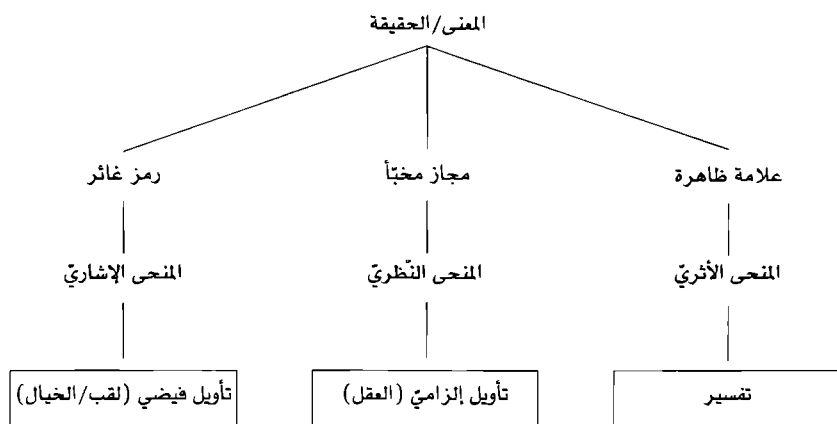 المعنى/الحقيقة
علامة ظاهرة
مجاز مخبّأ
رمز غائر
المنحى الأثريّ
المنحى النّظريّ
المنحى الإشاريّ
تفسير
تأويل إلزاميّ (العقل)
تأويل فيضي (لقب/الخيال)